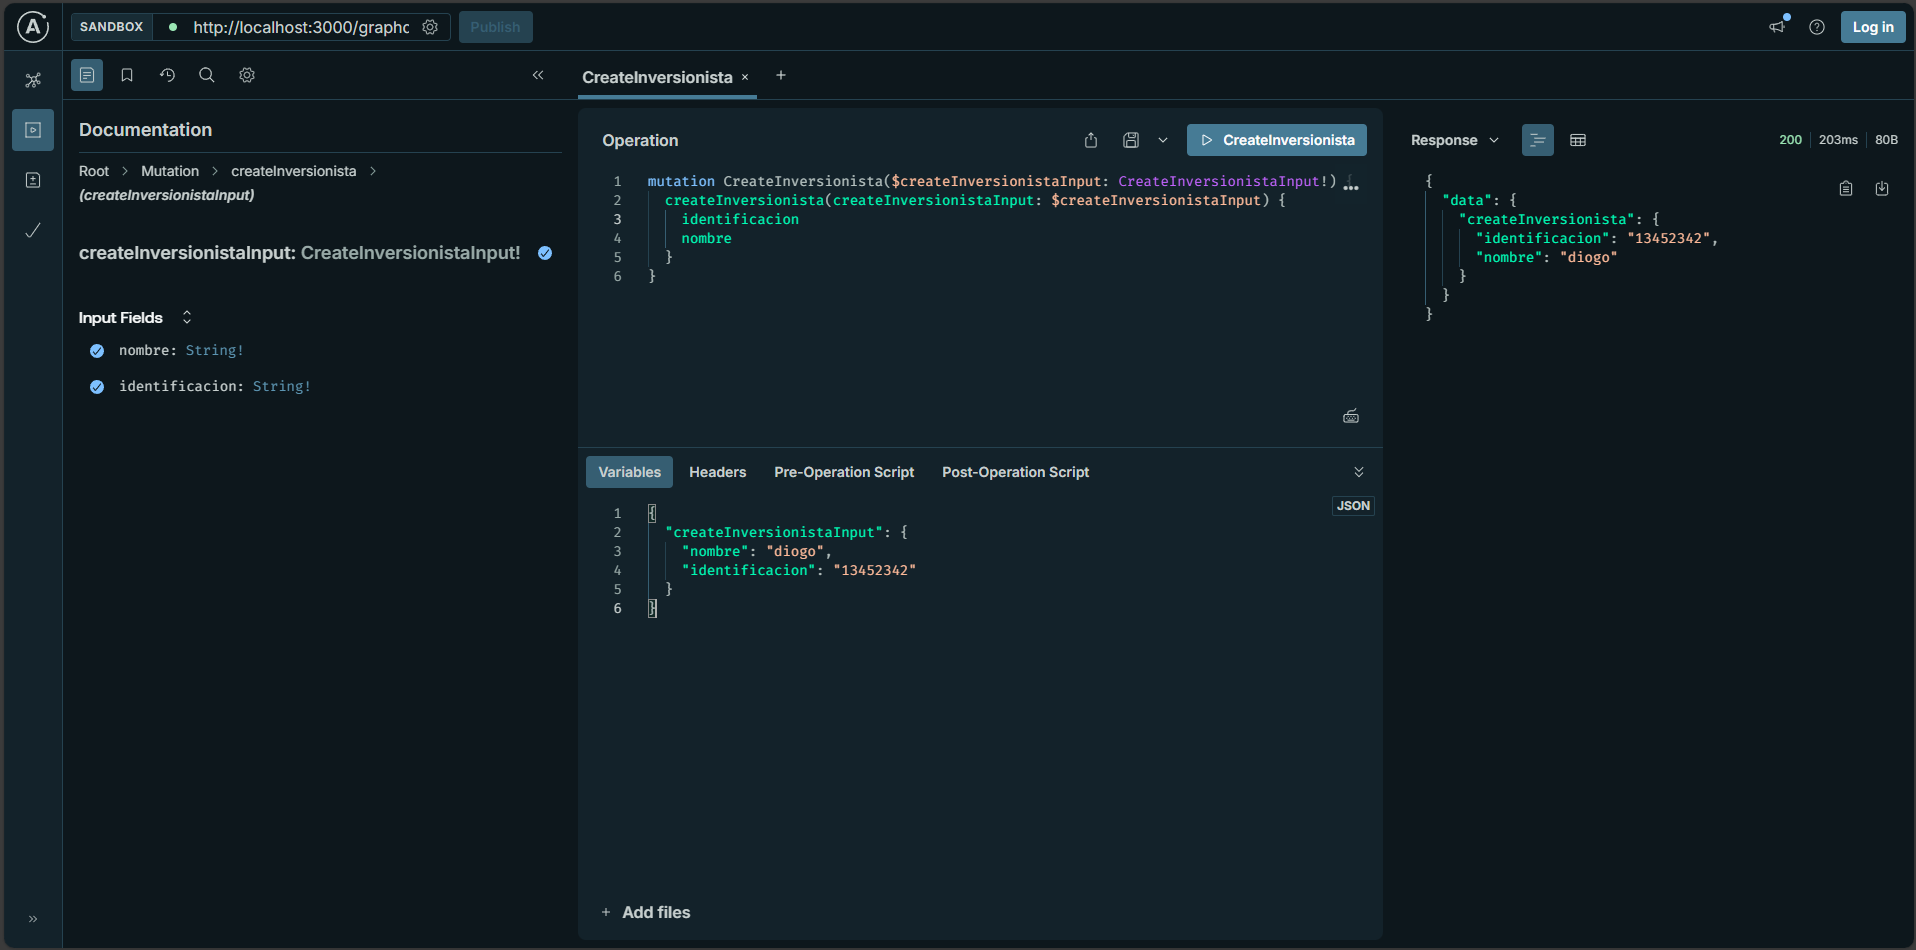 SANDBOX http://localhost:3000/graphc Publish Log in
CreateInversionista × +
Documentation
Root > Mutation > createInversionista >
(createInversionistaInput)
createInversionistaInput: CreateInversionistaInput!
Input Fields
nombre: String!
identificacion: String!
Operation CreateInversionista
1 mutation CreateInversionista($createInversionistaInput: CreateInversionistaInput!) {
2 createInversionista(createInversionistaInput: $createInversionistaInput) {
3 identificacion
4 nombre
5 }
6 }
Variables Headers Pre-Operation Script Post-Operation Script
JSON
1 {
2 "createInversionistaInput": {
3 "nombre": "diogo",
4 "identificacion": "13452342"
5 }
6 }
+ Add files
Response 200 203ms 80B
{
"data": {
"createInversionista": {
"identificacion": "13452342",
"nombre": "diogo"
}
}
}